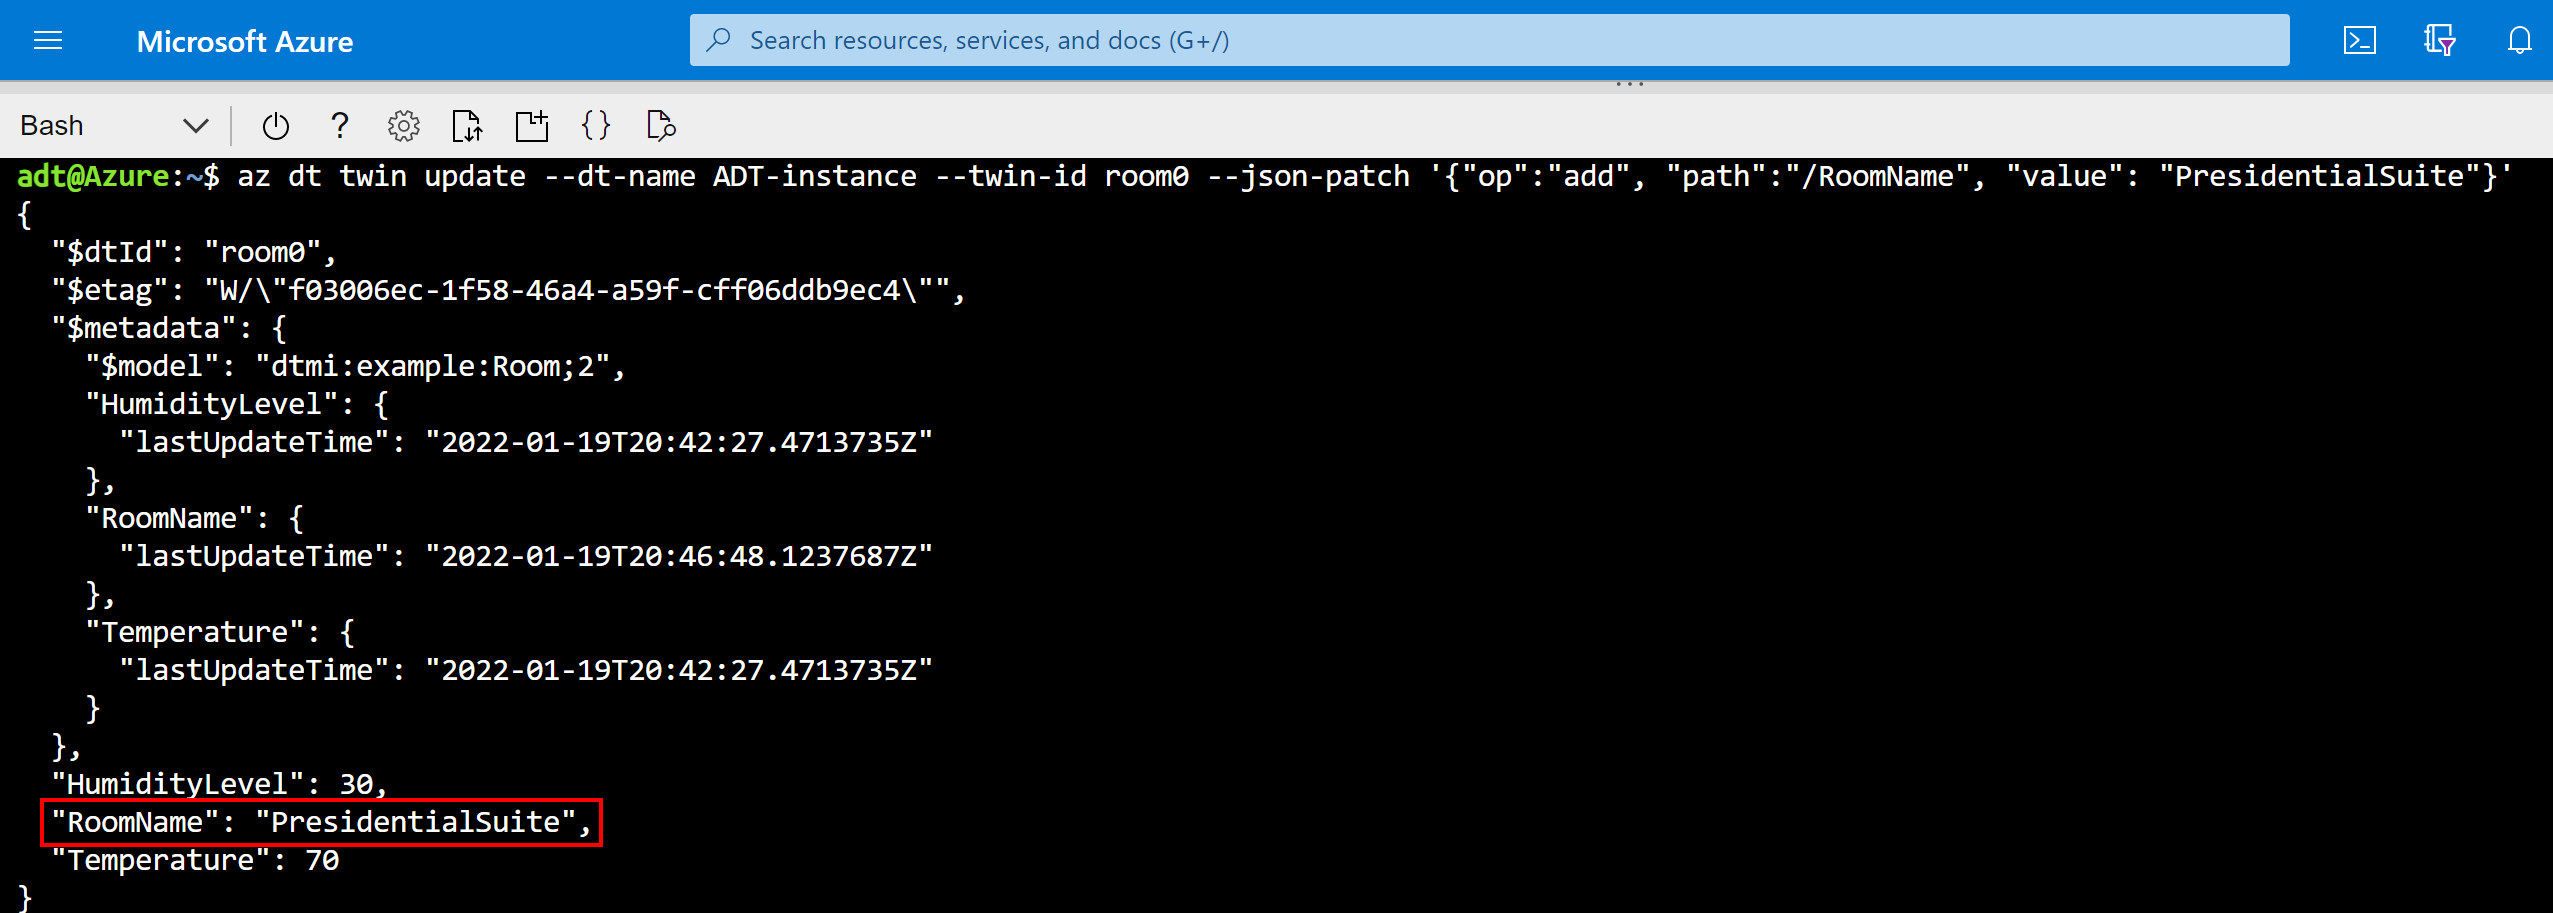 Microsoft Azure
Search resources, services, and docs (G+/)
Bash
adt@Azure:~$ az dt twin update --dt-name ADT-instance --twin-id room0 --json-patch '{"op":"add", "path":"/RoomName", "value": "PresidentialSuite"}'
{
  "$dtId": "room0",
  "$etag": "W/\"f03006ec-1f58-46a4-a59f-cff06ddb9ec4\"",
  "$metadata": {
    "$model": "dtmi:example:Room;2",
    "HumidityLevel": {
      "lastUpdateTime": "2022-01-19T20:42:27.4713735Z"
    },
    "RoomName": {
      "lastUpdateTime": "2022-01-19T20:46:48.1237687Z"
    },
    "Temperature": {
      "lastUpdateTime": "2022-01-19T20:42:27.4713735Z"
    }
  },
  "HumidityLevel": 30,
  "RoomName": "PresidentialSuite",
  "Temperature": 70
}